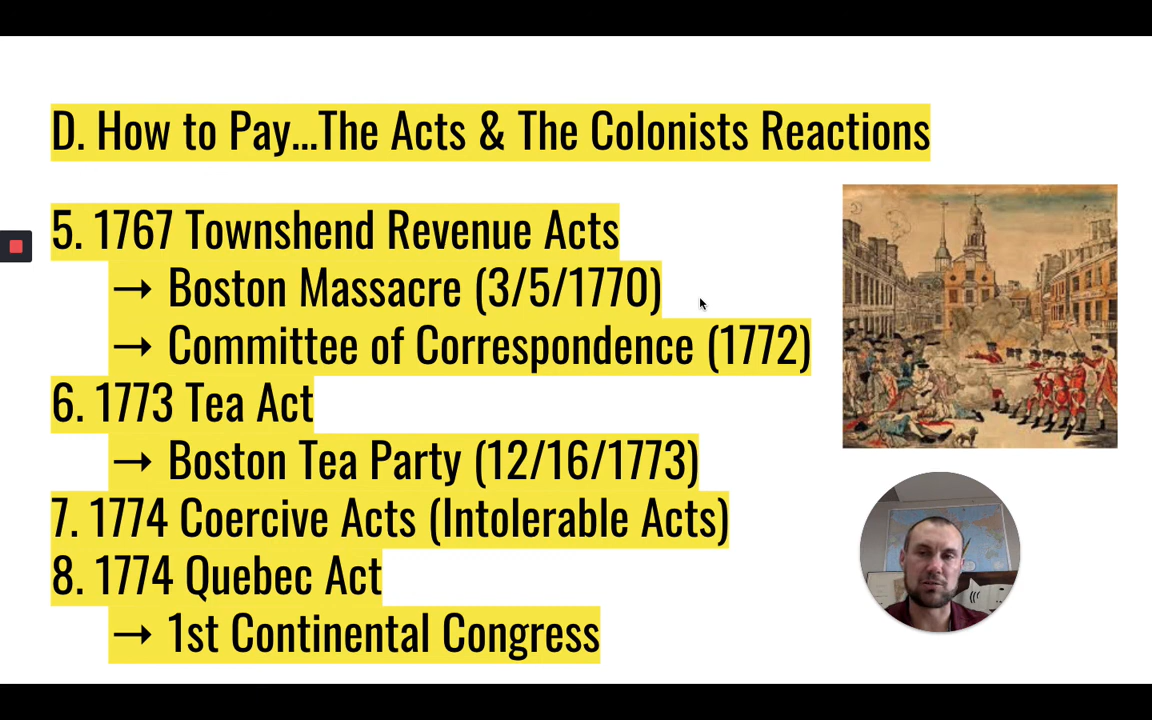 D. How to Pay...The Acts & The Colonists Reactions
5. 1767 Townshend Revenue Acts
→ Boston Massacre (3/5/1770)
→ Committee of Correspondence (1772)
6. 1773 Tea Act
→ Boston Tea Party (12/16/1773)
7. 1774 Coercive Acts (Intolerable Acts)
8. 1774 Quebec Act
→ 1st Continental Congress